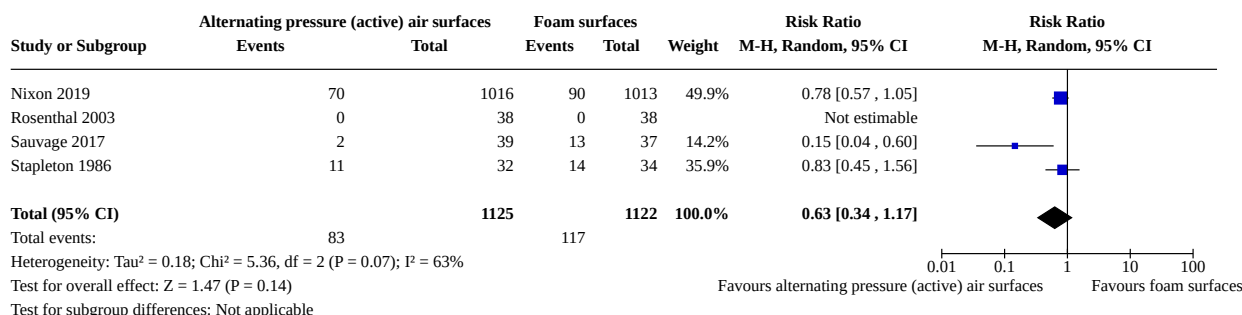 Alternating pressure (active) air surfaces Foam surfaces Risk Ratio Risk Ratio
Study or Subgroup Events Total Events Total Weight M-H, Random, 95% CI M-H, Random, 95% CI
Nixon 2019 70 1016 90 1013 49.9% 0.78 [0.57 , 1.05]
Rosenthal 2003 0 38 0 38 Not estimable
Sauvage 2017 2 39 13 37 14.2% 0.15 [0.04 , 0.60]
Stapleton 1986 11 32 14 34 35.9% 0.83 [0.45 , 1.56]
Total (95% CI) 1125 1122 100.0% 0.63 [0.34 , 1.17]
Total events: 83 117
Heterogeneity: Tau² = 0.18; Chi² = 5.36, df = 2 (P = 0.07); I² = 63%
0.01 0.1 1 10 100
Test for overall effect: Z = 1.47 (P = 0.14)
Favours alternating pressure (active) air surfaces Favours foam surfaces
Test for subgroup differences: Not applicable